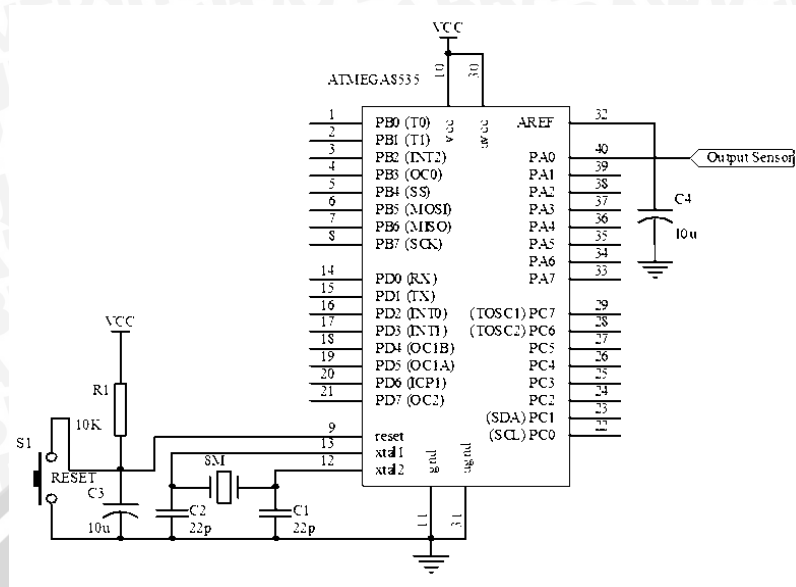 VCC
10
30
ATMEGA8535
VCC
avcc
1 PB0 (T0)
2 PB1 (T1)
3 PB2 (INT2)
4 PB3 (OC0)
5 PB4 (SS)
6 PB5 (MOSI)
7 PB6 (MISO)
8 PB7 (SCK)
14 PD0 (RX)
15 PD1 (TX)
16 PD2 (INT0)
17 PD3 (INT1)
18 PD4 (OC1B)
19 PD5 (OC1A)
20 PD6 (ICP1)
21 PD7 (OC2)
9 reset
13 xtal1
12 xtal2
AREF 32
PA0 40
PA1 39
PA2 38
PA3 37
PA4 36
PA5 35
PA6 34
PA7 33
(TOSC1) PC7 29
(TOSC2) PC6 28
PC5 27
PC4 26
PC3 25
PC2 24
(SDA) PC1 23
(SCL) PC0 22
gnd
agnd
11
31
Output Sensor
C4
10u
VCC
R1
10K
S1
RESET
C3
10u
8M
C2
22p
C1
22p